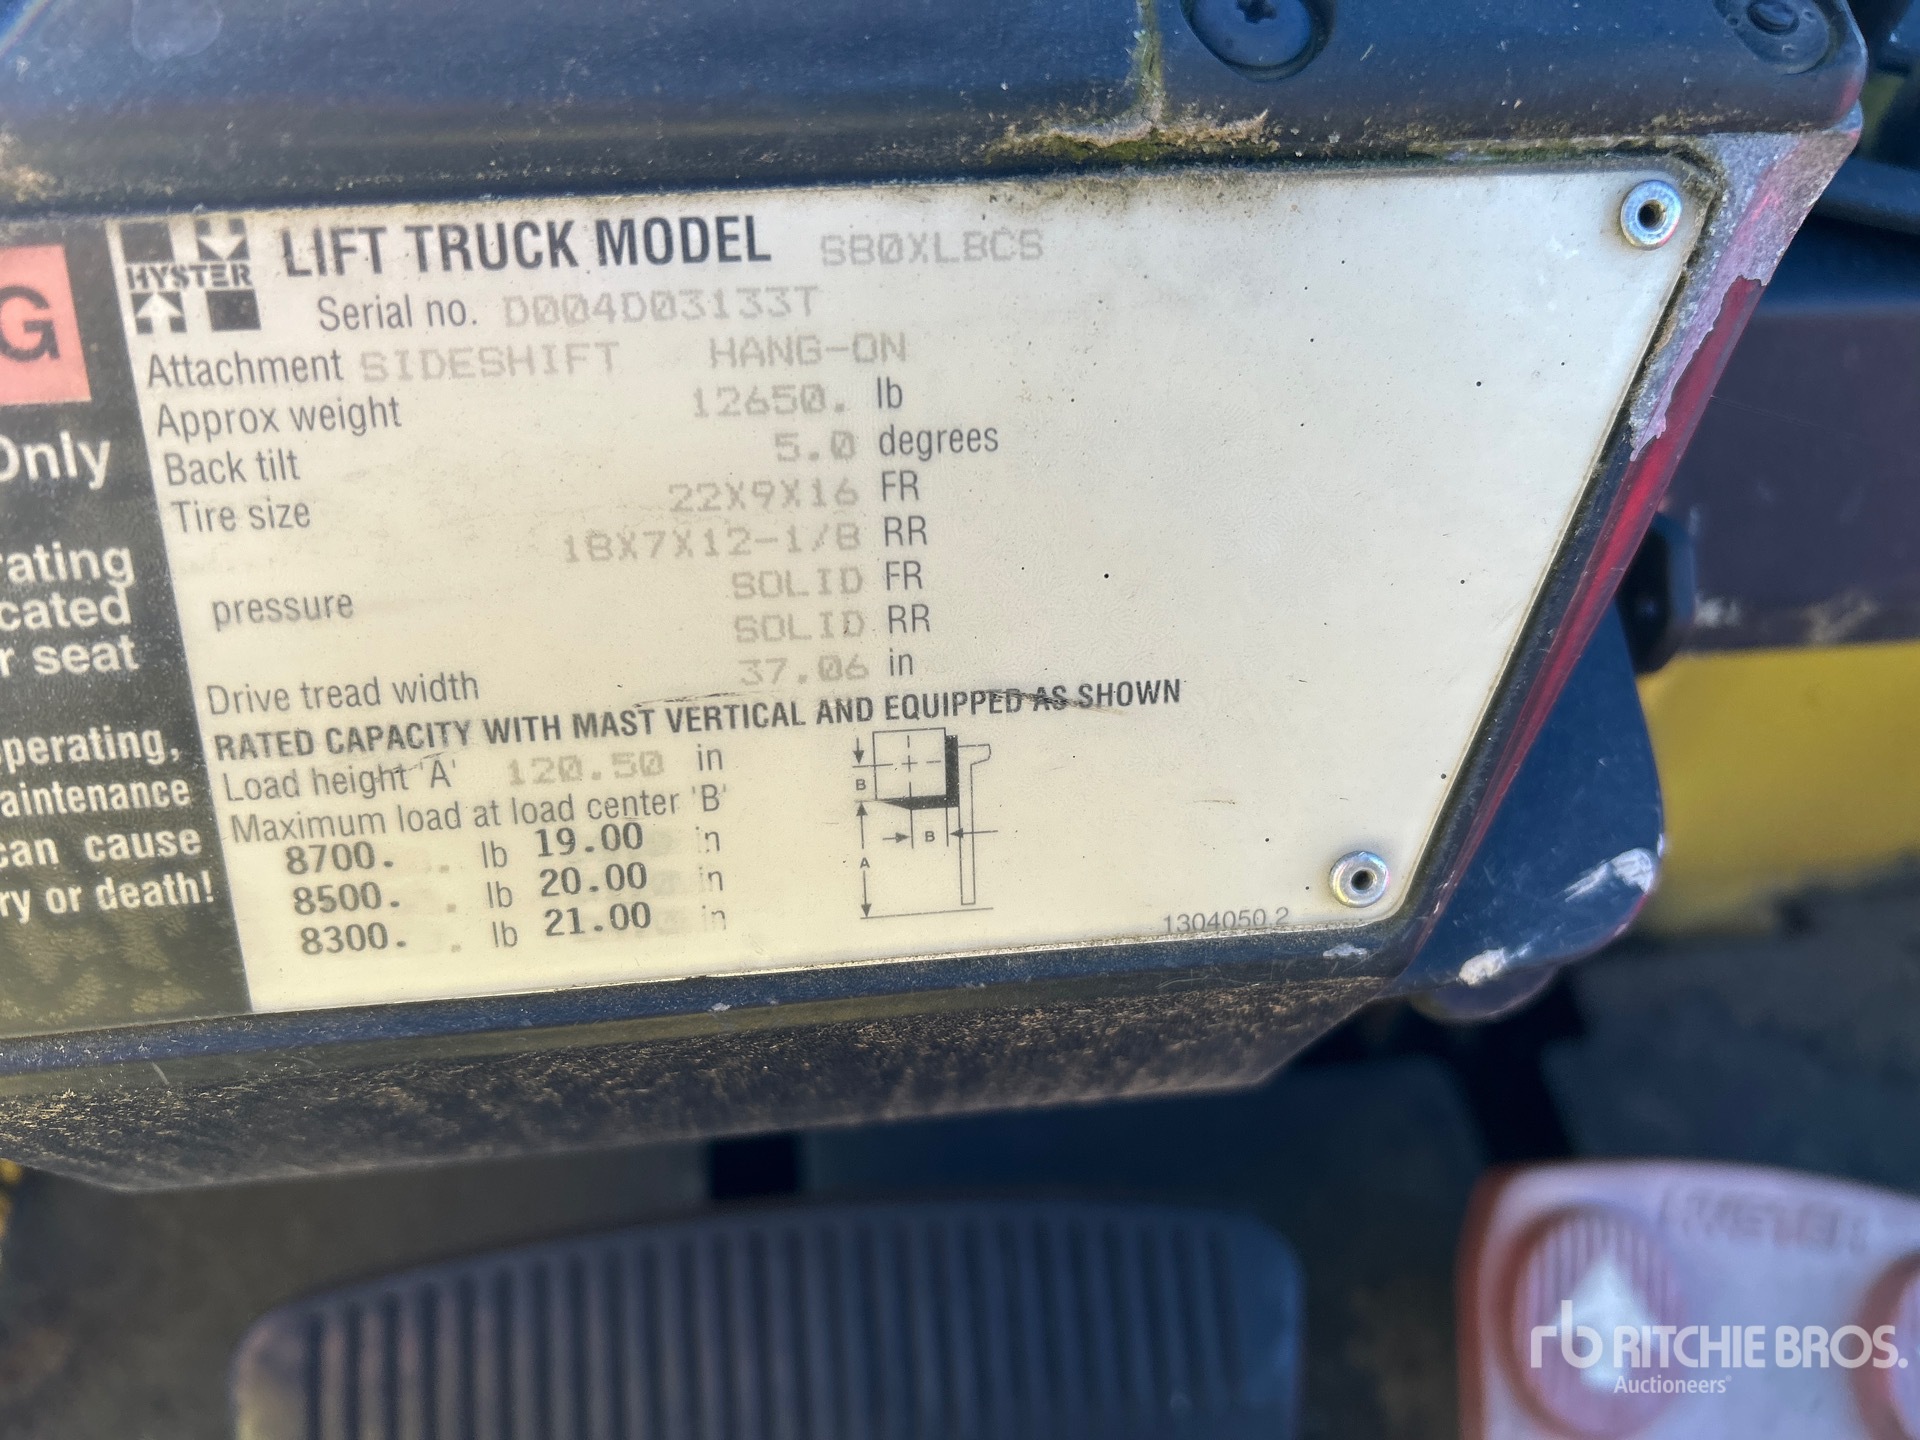 G
Only
rating
cated
r seat
operating,
aintenance
can cause
ry or death!
HYSTER
LIFT TRUCK MODEL S80XLBCS
Serial no. D004D03133T
Attachment SIDESHIFT HANG-ON
Approx weight 12650. lb
Back tilt 5.0 degrees
Tire size 22X9X16 FR
18X7X12-1/8 RR
pressure SOLID FR
SOLID RR
Drive tread width 37.06 in
RATED CAPACITY WITH MAST VERTICAL AND EQUIPPED AS SHOWN
Load height 'A' 120.50 in
Maximum load at load center 'B'
8700. lb 19.00 in
8500. lb 20.00 in
8300. lb 21.00 in
B
B
A
1304050 2
rb RITCHIE BROS.
Auctioneers